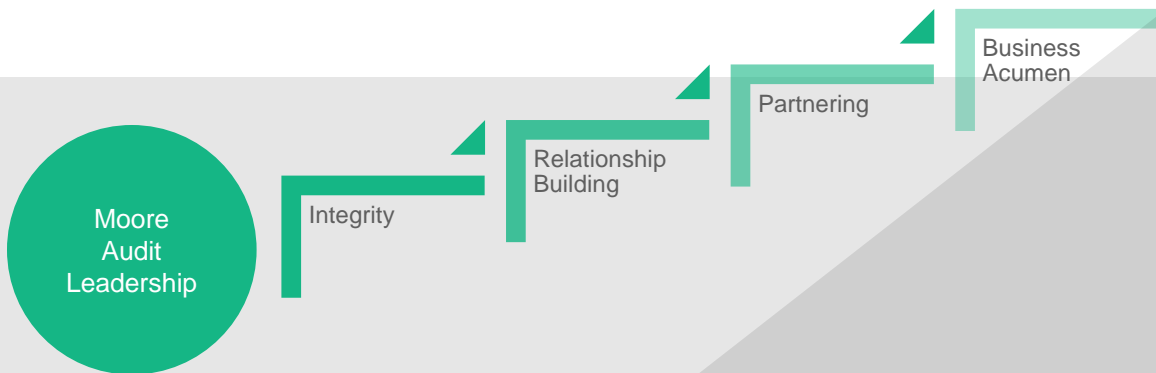 Moore
Audit
Leadership
Integrity
Relationship
Building
Partnering
Business
Acumen